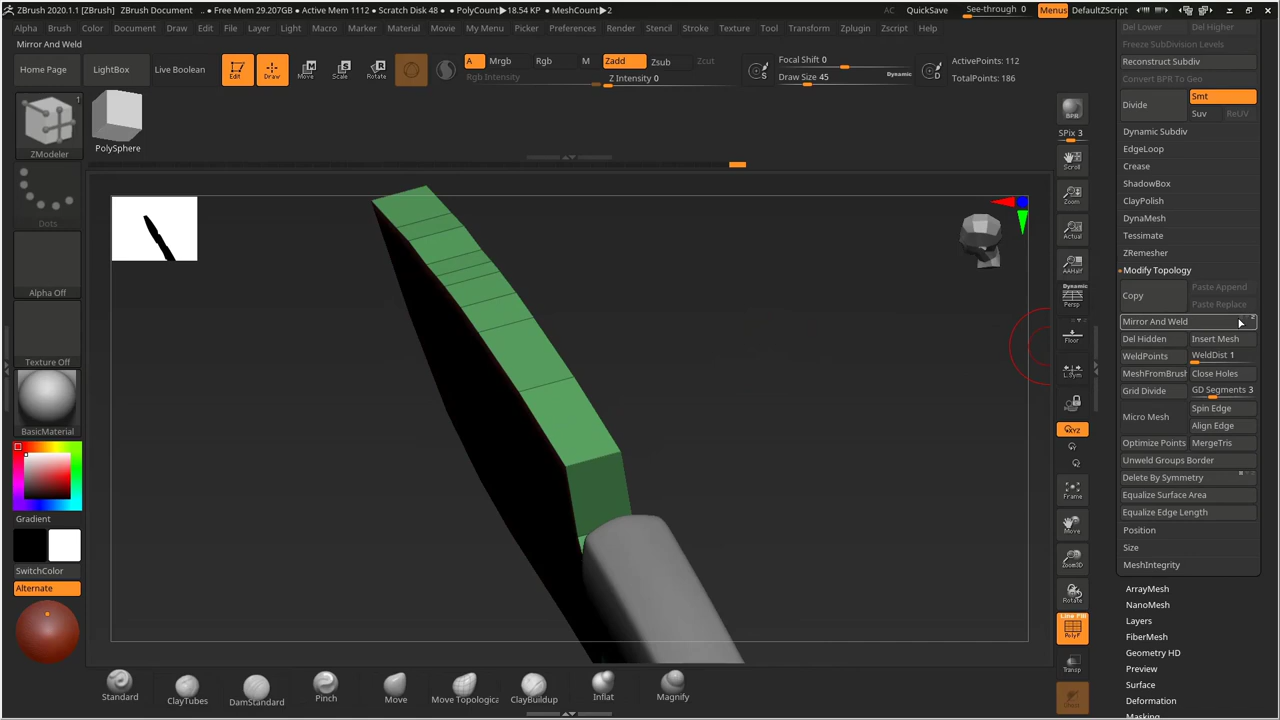 ZBrush 2020.1.1 [ZBrush] ZBrush Document .. • Free Mem 29.207GB • Active Mem 1112 • Scratch Disk 48 • PolyCount▶18.54 KP • MeshCount▶2 AC QuickSave See-through 0 Menus DefaultZScript
Alpha Brush Color Document Draw Edit File Layer Light Macro Marker Material Movie My Menu Picker Preferences Render Stencil Stroke Texture Tool Transform Zplugin Zscript Help
Mirror And Weld
Home Page LightBox Live Boolean Edit Draw Move Scale Rotate A Mrgb Rgb M Zadd Zsub Zcut Focal Shift 0 ActivePoints: 112
Rgb Intensity Z Intensity 0 Draw Size 45 Dynamic TotalPoints: 186
S D
1
ZModeler
PolySphere
Dots
Alpha Off
Texture Off
BasicMaterial
Gradient
SwitchColor
Alternate
BPR
SPix 3
Scroll
Zoom
Actual
AAHalf
Dynamic
Persp
Floor
L.Sym
XYZ
Frame
Move
Zoom3D
Rotate
Line Fill
PolyF
Transp
Ghost
Del Lower Del Higher
Freeze SubDivision Levels
Reconstruct Subdiv
Convert BPR To Geo
Divide Smt
Suv ReUV
Dynamic Subdiv
EdgeLoop
Crease
ShadowBox
ClayPolish
DynaMesh
Tessimate
ZRemesher
Modify Topology
Copy Paste Append
Paste Replace
Mirror And Weld
Del Hidden Insert Mesh
WeldPoints WeldDist 1
MeshFromBrush Close Holes
Grid Divide GD Segments 3
Micro Mesh Spin Edge
Align Edge
Optimize Points MergeTris
Unweld Groups Border
Delete By Symmetry
Equalize Surface Area
Equalize Edge Length
Position
Size
MeshIntegrity
ArrayMesh
NanoMesh
Layers
FiberMesh
Geometry HD
Preview
Surface
Deformation
Masking
Standard ClayTubes DamStandard Pinch Move Move Topological ClayBuildup Inflat Magnify